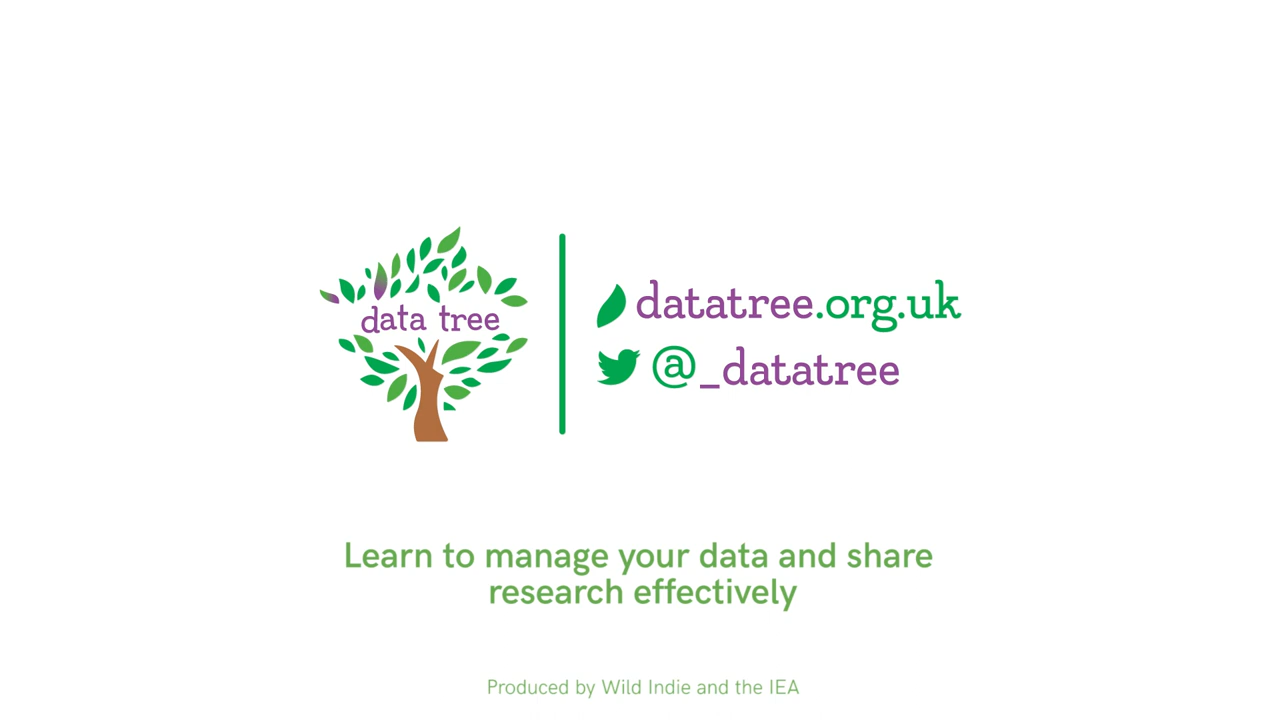 data tree
datatree.org.uk
@_datatree
Learn to manage your data and share
research effectively
Produced by Wild Indie and the IEA